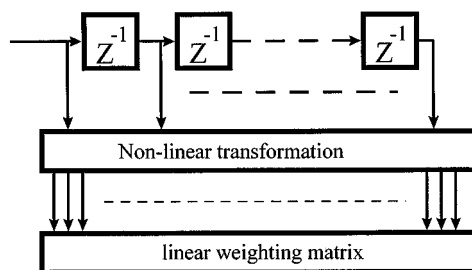 Z⁻¹ Z⁻¹ Z⁻¹
Non-linear transformation
linear weighting matrix